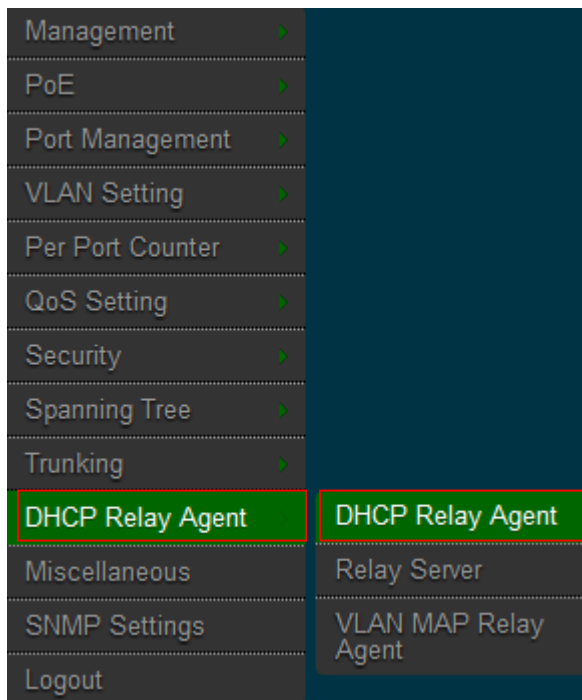 Management
PoE
Port Management
VLAN Setting
Per Port Counter
QoS Setting
Security
Spanning Tree
Trunking
DHCP Relay Agent
Miscellaneous
SNMP Settings
Logout
DHCP Relay Agent
Relay Server
VLAN MAP Relay
Agent